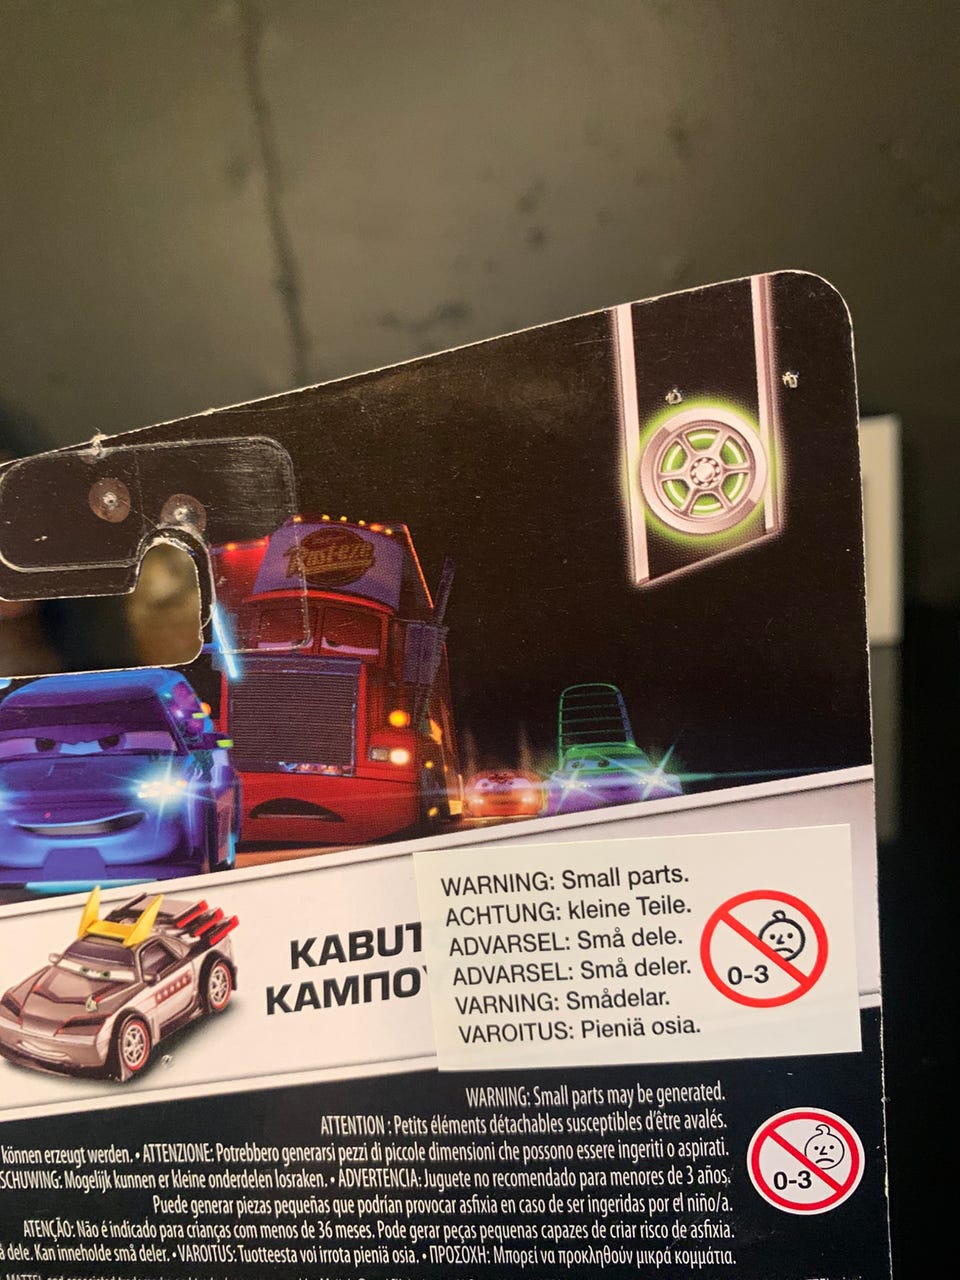 Rust-eze
KABUT
ΚΑΜΠΟ
WARNING: Small parts.
ACHTUNG: kleine Teile.
ADVARSEL: Små dele.
ADVARSEL: Små deler.
VARNING: Smådelar.
VAROITUS: Pieniä osia.
0-3
WARNING: Small parts may be generated.
ATTENTION : Petits éléments détachables susceptibles d'être avalés.
können erzeugt werden. • ATTENZIONE: Potrebbero generarsi pezzi di piccole dimensioni che possono essere ingeriti o aspirati.
SCHUWING: Mogelijk kunnen er kleine onderdelen losraken. • ADVERTENCIA: Juguete no recomendado para menores de 3 años.
Puede generar piezas pequeñas que podrían provocar asfixia en caso de ser ingeridas por el niño/a.
ATENÇÃO: Não é indicado para crianças com menos de 36 meses. Pode gerar peças pequenas capazes de criar risco de asfixia.
å dele. Kan inneholde små deler. • VAROITUS: Tuotteesta voi irrota pieniä osia. • ΠΡΟΣΟΧΗ: Μπορεί να προκληθούν μικρά κομμάτια.
0-3